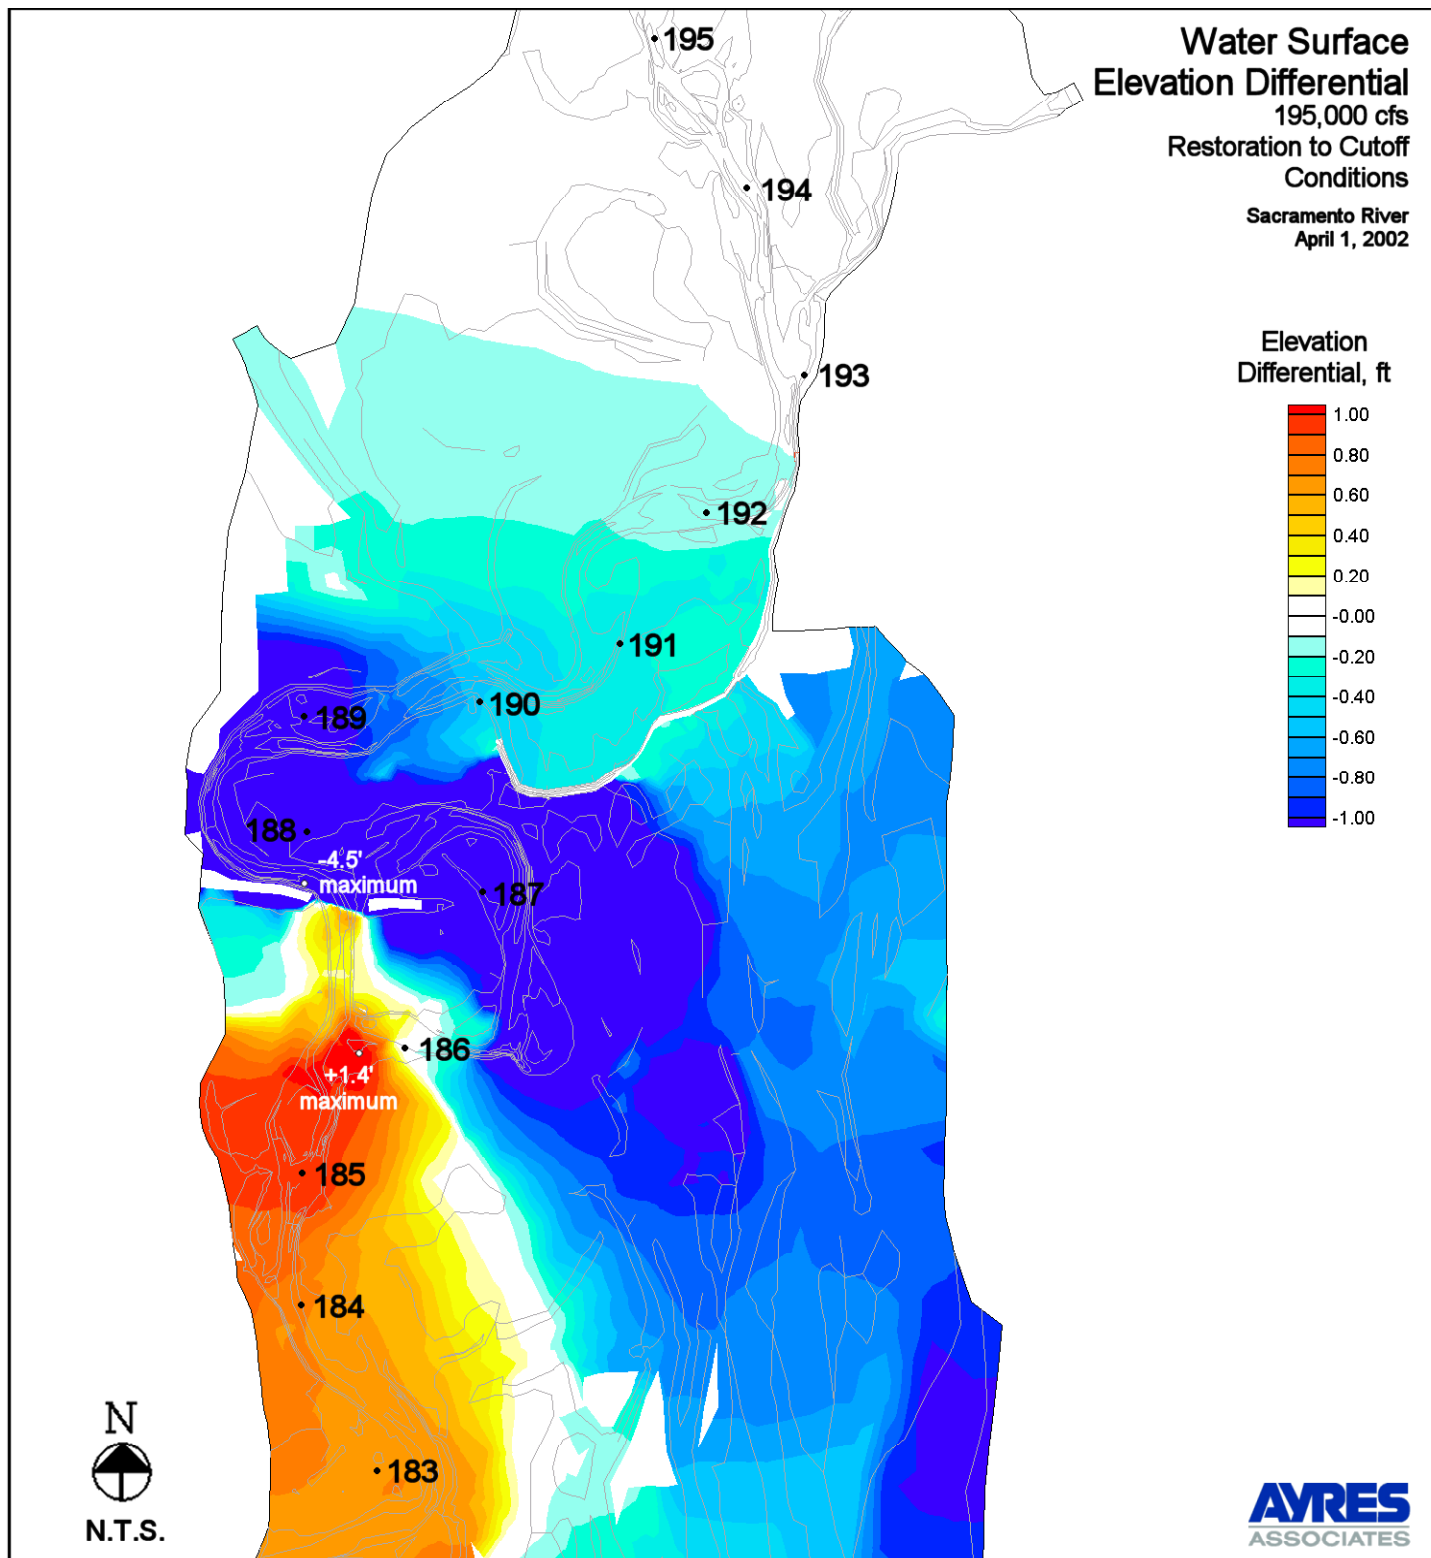 Water Surface
Elevation Differential
195,000 cfs
Restoration to Cutoff
Conditions
Sacramento River
April 1, 2002
Elevation
Differential, ft
1.00
0.80
0.60
0.40
0.20
-0.00
-0.20
-0.40
-0.60
-0.80
-1.00
195
194
193
192
191
190
189
188
-4.5'
maximum
187
186
+1.4'
maximum
185
184
183
N
N.T.S.
AYRES
ASSOCIATES